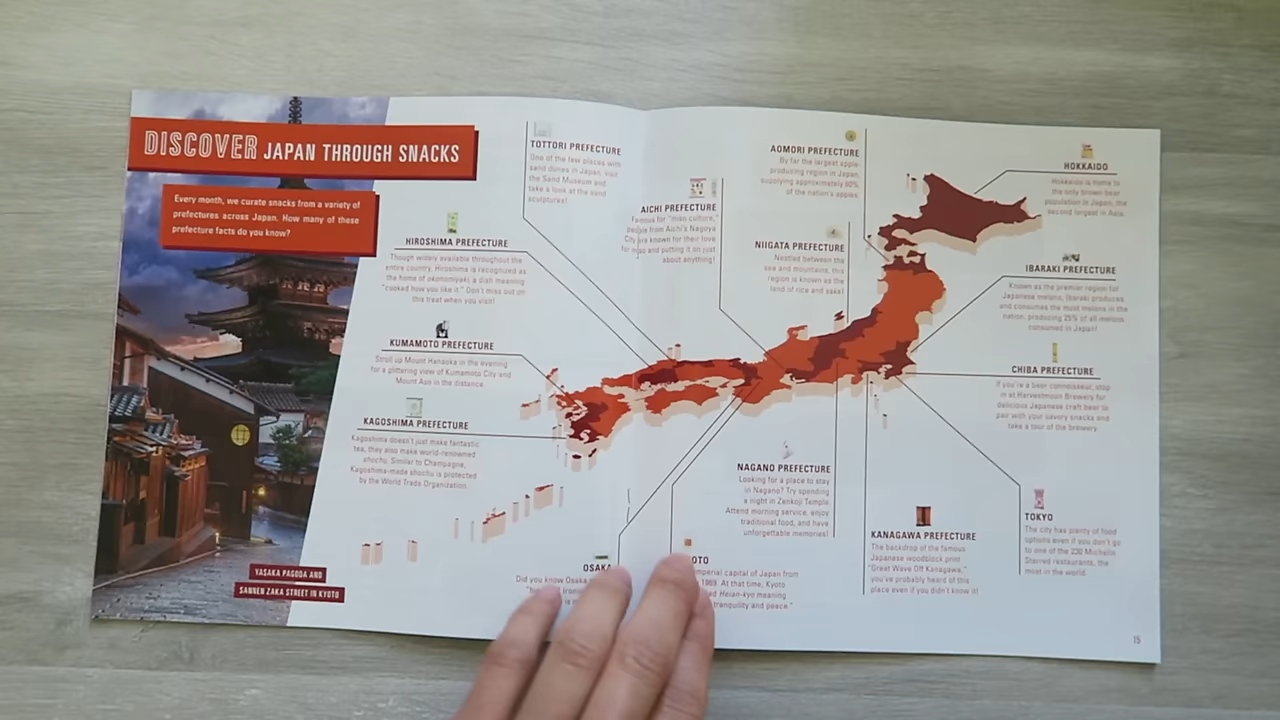 DISCOVER JAPAN THROUGH SNACKS
Every month, we curate snacks from a variety of
prefectures across Japan. How many of these
prefecture facts do you know?
YASAKA PAGODA AND
SANNEN ZAKA STREET IN KYOTO
TOTTORI PREFECTURE
One of the few places with
sand dunes in Japan, visit
the Sand Museum and
take a look at the sand
sculptures!
HIROSHIMA PREFECTURE
Though widely available throughout the
entire country, Hiroshima is recognized as
the home of okonomiyaki, a dish meaning
"cooked how you like it." Don't miss out on
this treat when you visit!
KUMAMOTO PREFECTURE
Stroll up Mount Hanaoka in the evening
for a glittering view of Kumamoto City and
Mount Aso in the distance.
KAGOSHIMA PREFECTURE
Kagoshima doesn't just make fantastic
tea, they also make world-renowned
shochu. Similar to Champagne,
Kagoshima-made shochu is protected
by the World Trade Organization.
OSAKA
Did you know Osaka
AICHI PREFECTURE
Famous for "miso culture,"
people from Aichi's Nagoya
City are known for their love
for miso and putting it on just
about anything!
AOMORI PREFECTURE
By far the largest apple-
producing region in Japan,
supplying approximately 60%
of the nation's apples.
NIIGATA PREFECTURE
Nestled between the
sea and mountains, this
region is known as the
land of rice and sake!
HOKKAIDO
Hokkaido is home to
the only brown bear
population in Japan, the
second largest in Asia.
IBARAKI PREFECTURE
Known as the premier region for
Japanese melons, Ibaraki produces
and consumes the most melons in the
nation, producing 25% of all melons
consumed in Japan!
CHIBA PREFECTURE
If you're a beer connoisseur, stop
in at Harvestmoon Brewery for
delicious Japanese craft beer to
pair with your savory snacks and
take a tour of the brewery.
NAGANO PREFECTURE
Looking for a place to stay
in Nagano? Try spending
a night in Zenkoji Temple.
Attend morning service, enjoy
traditional food, and have
unforgettable memories!
KANAGAWA PREFECTURE
The backdrop of the famous
Japanese woodblock print
"Great Wave Off Kanagawa,"
you've probably heard of this
place even if you didn't know it!
TOKYO
The city has plenty of food
options even if you don't go
to one of the 230 Michelin
Starred restaurants, the
most in the world.
OTO
imperial capital of Japan from
1869. At that time, Kyoto
Heian-kyo meaning
tranquility and peace."
15